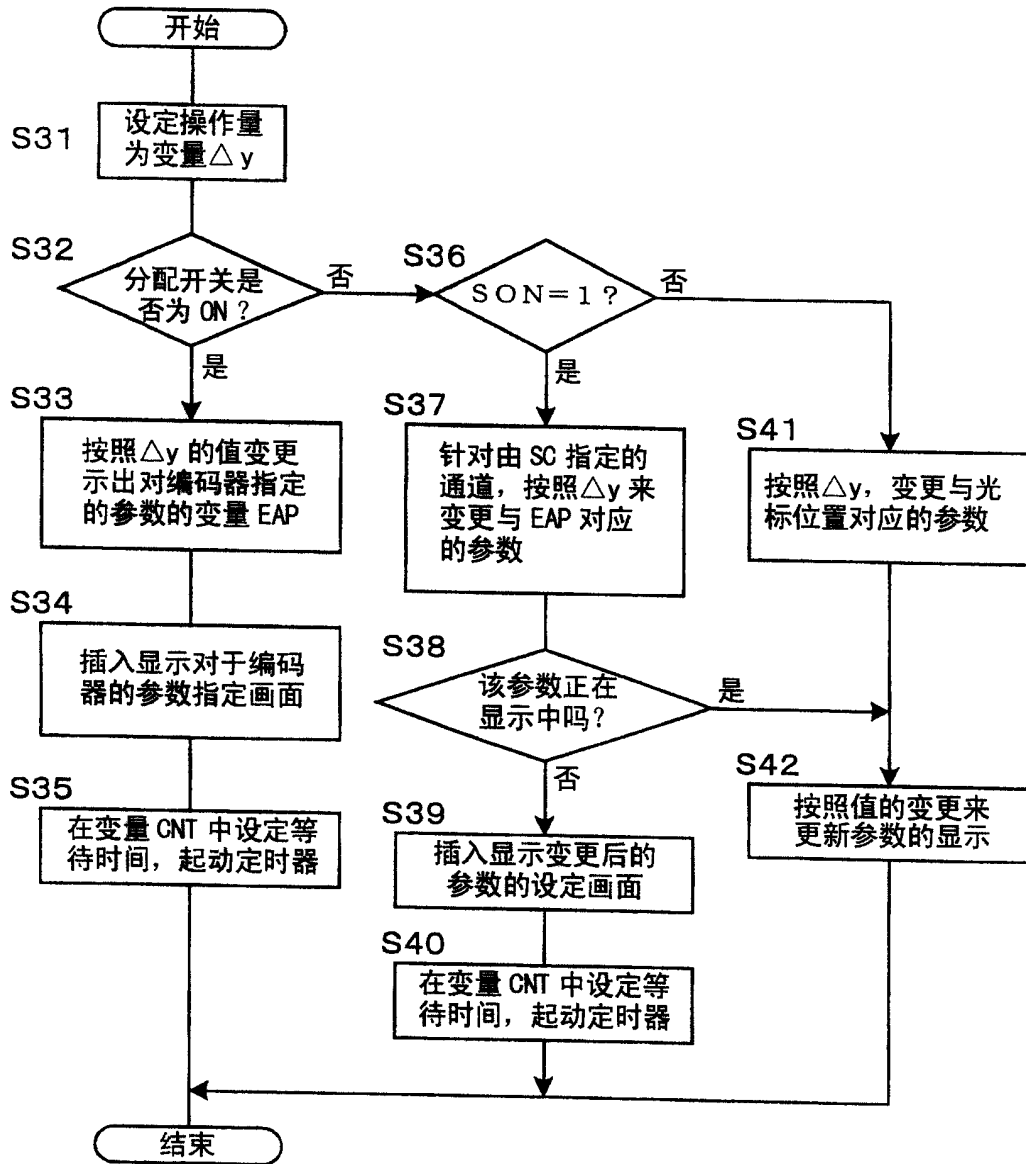 开始
S31
设定操作量
为变量△y
S32
分配开关是
否为ON?
否
是
S33
按照△y的值变更
示出对编码器指定
的参数的变量EAP
S34
插入显示对于编码
器的参数指定画面
S35
在变量CNT中设定等
待时间，起动定时器
S36
SON=1?
否
是
S37
针对由SC指定的
通道，按照△y来
变更与EAP对应
的参数
S38
该参数正在
显示中吗?
是
否
S39
插入显示变更后的
参数的设定画面
S40
在变量CNT中设定等
待时间，起动定时器
S41
按照△y，变更与光
标位置对应的参数
S42
按照值的变更来
更新参数的显示
结束